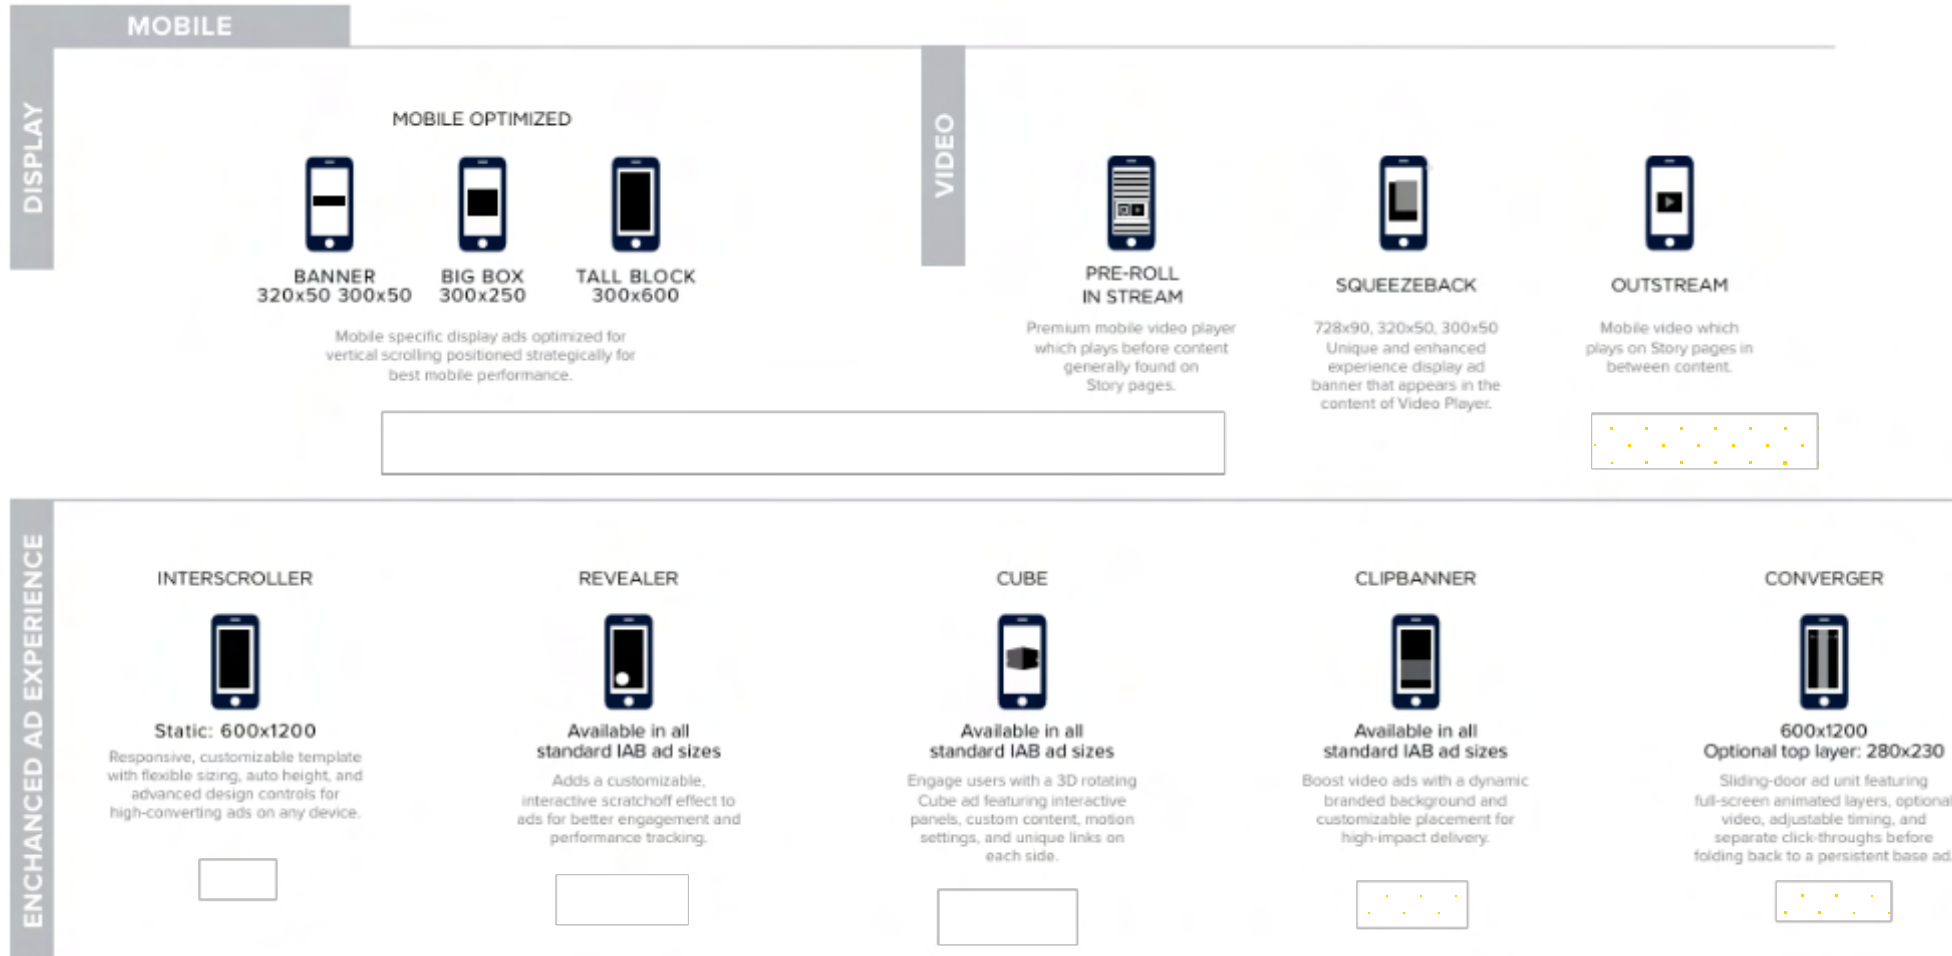 MOBILE
DISPLAY
MOBILE OPTIMIZED
BANNER
320x50 300x50
BIG BOX
300x250
TALL BLOCK
300x600
Mobile specific display ads optimized for
vertical scrolling positioned strategically for
best mobile performance.
VIDEO
PRE-ROLL
IN STREAM
Premium mobile video player
which plays before content
generally found on
Story pages.
SQUEEZEBACK
728x90, 320x50, 300x50
Unique and enhanced
experience display ad
banner that appears in the
content of Video Player.
OUTSTREAM
Mobile video which
plays on Story pages in
between content.
ENCHANCED AD EXPERIENCE
INTERSCROLLER
Static: 600x1200
Responsive, customizable template
with flexible sizing, auto height, and
advanced design controls for
high-converting ads on any device.
REVEALER
Available in all
standard IAB ad sizes
Adds a customizable,
interactive scratchoff effect to
ads for better engagement and
performance tracking.
CUBE
Available in all
standard IAB ad sizes
Engage users with a 3D rotating
Cube ad featuring interactive
panels, custom content, motion
settings, and unique links on
each side.
CLIPBANNER
Available in all
standard IAB ad sizes
Boost video ads with a dynamic
branded background and
customizable placement for
high-impact delivery.
CONVERGER
600x1200
Optional top layer: 280x230
Sliding-door ad unit featuring
full-screen animated layers, optional
video, adjustable timing, and
separate click-throughs before
folding back to a persistent base ad.